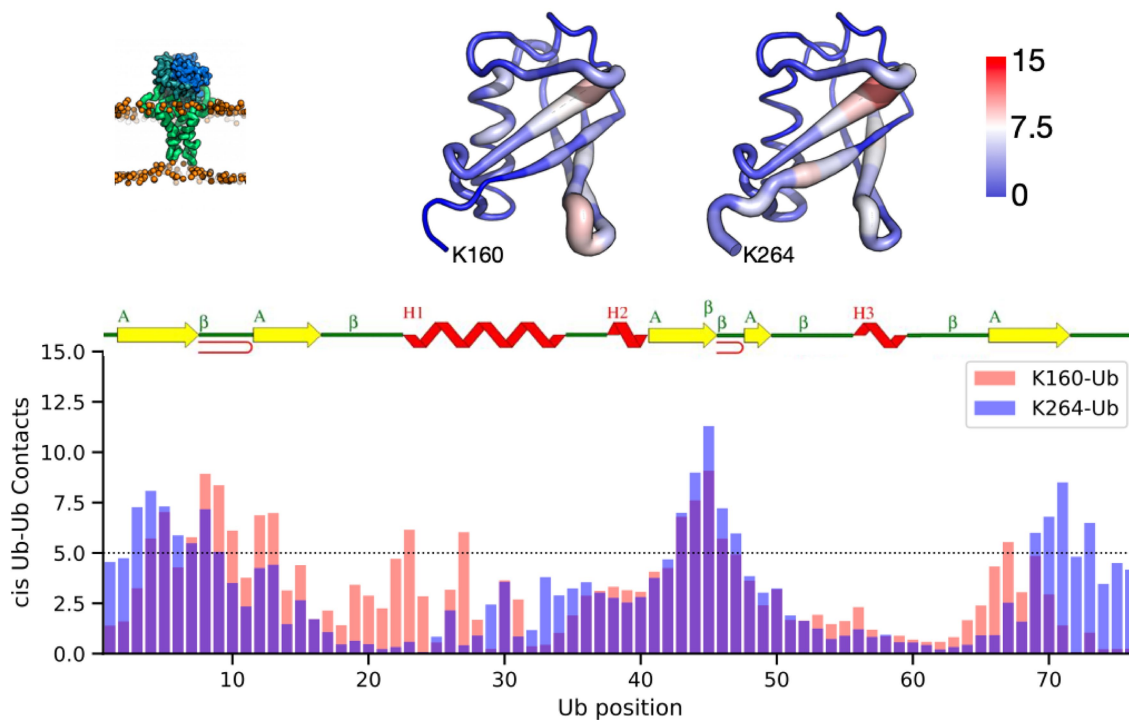 15
7.5
0
K160
K264
A β A β H1 H2 A β β A β H3 β A
15.0
12.5
10.0
7.5
5.0
2.5
0.0
cis Ub-Ub Contacts
K160-Ub
K264-Ub
10 20 30 40 50 60 70
Ub position